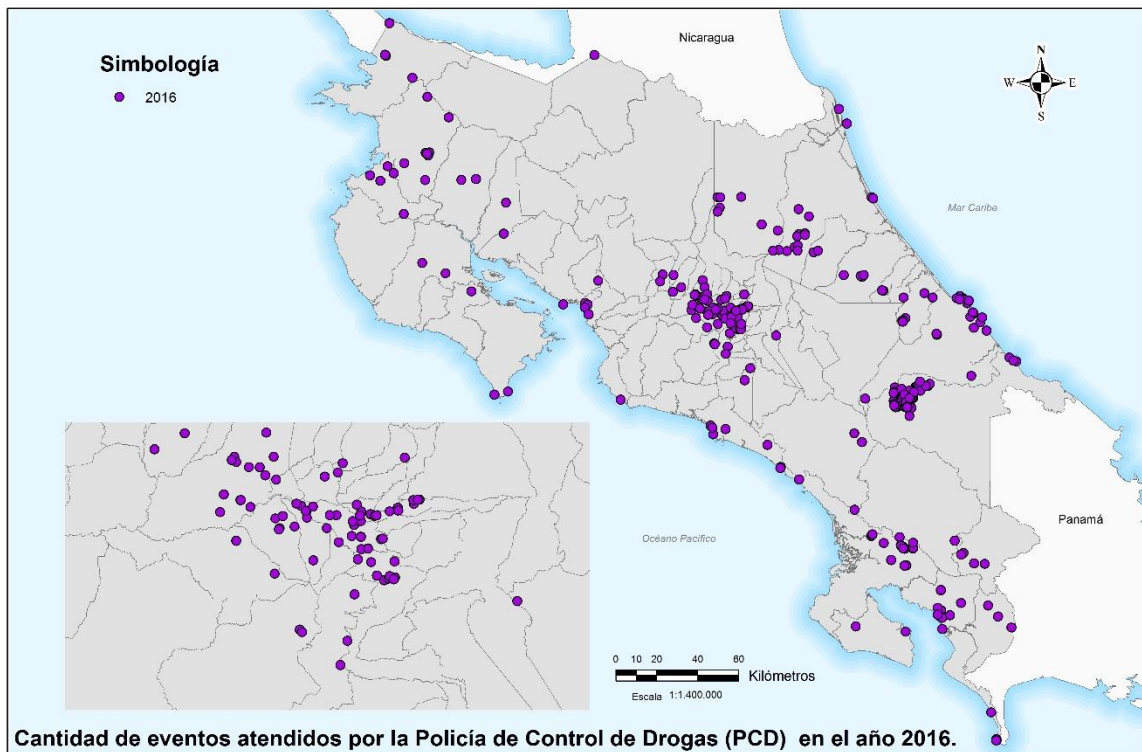 Nicaragua
Simbología
2016
N
W E
S
Mar Caribe
Panamá
Océano Pacifico
0 10 20 40 60
Kilómetros
Escala 1:1.400.000
Cantidad de eventos atendidos por la Policía de Control de Drogas (PCD) en el año 2016.